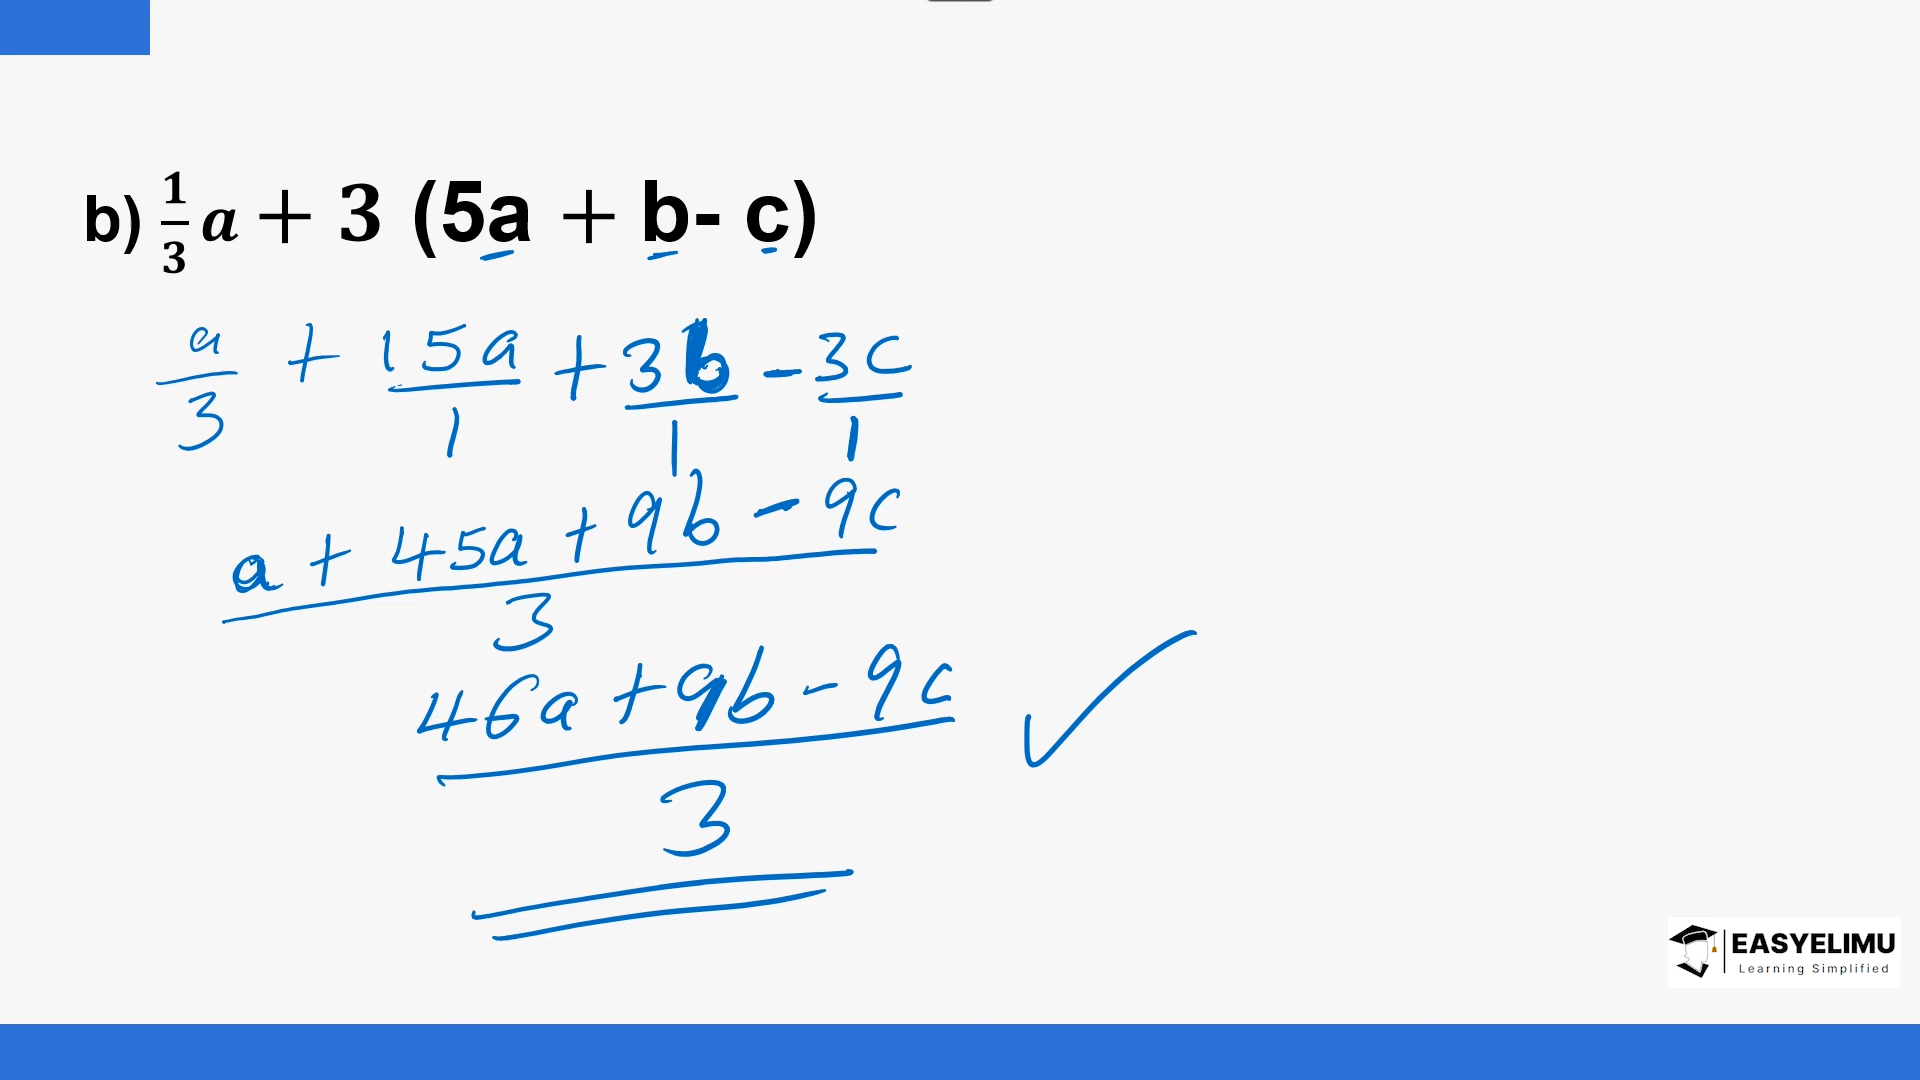 b) 1/3 a + 3 (5a + b- c)
a/3 + 15a/1 + 3b/1 - 3c/1
a + 45a + 9b - 9c
3
46a + 9b - 9c
3
EASYELIMU
Learning Simplified